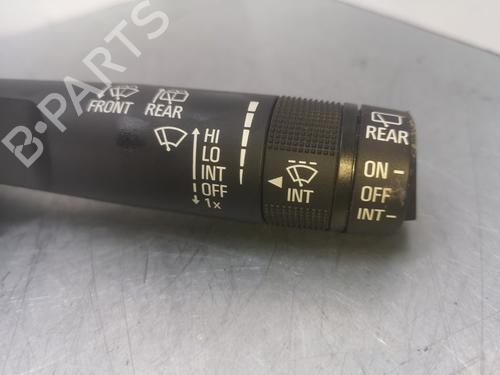 B-PARTS
FRONT REAR
HI
LO
INT
OFF
1x
INT
REAR
ON
OFF
INT